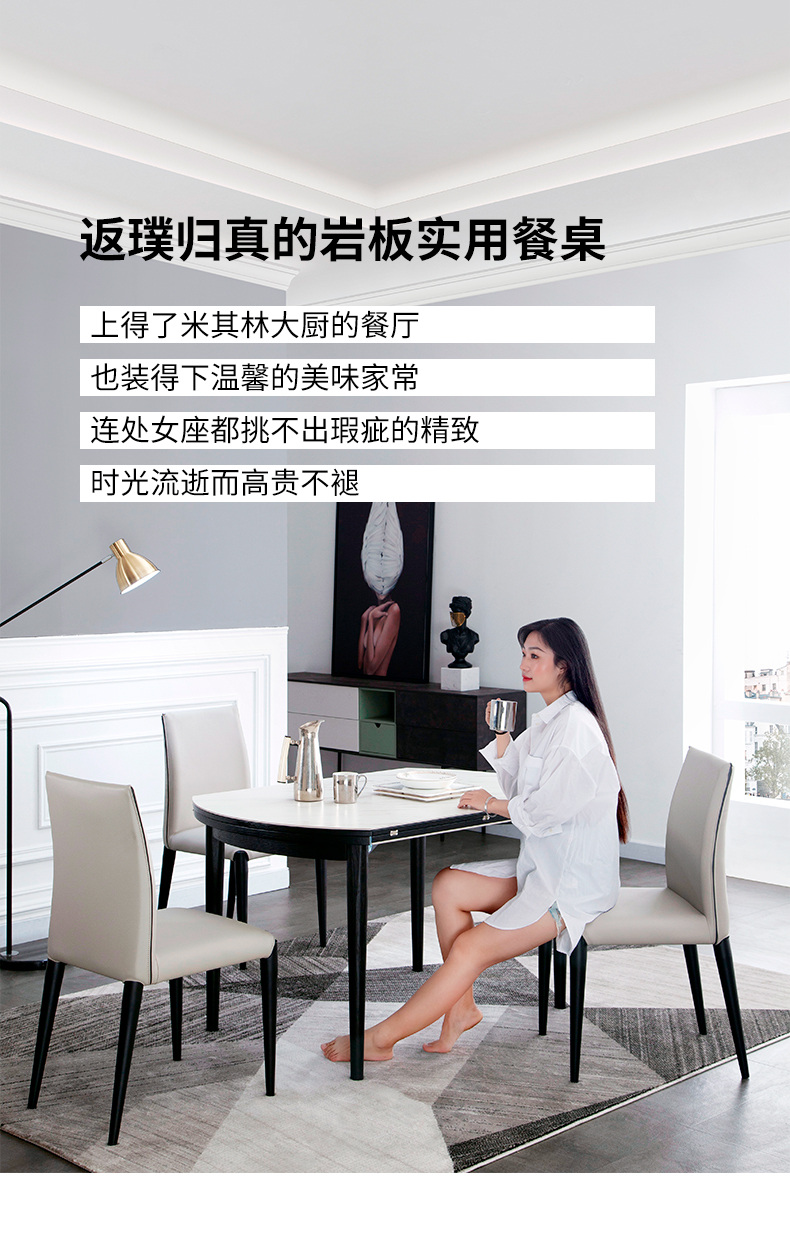 返璞归真的岩板实用餐桌
上得了米其林大厨的餐厅
也装得下温馨的美味家常
连处女座都挑不出瑕疵的精致
时光流逝而高贵不褪